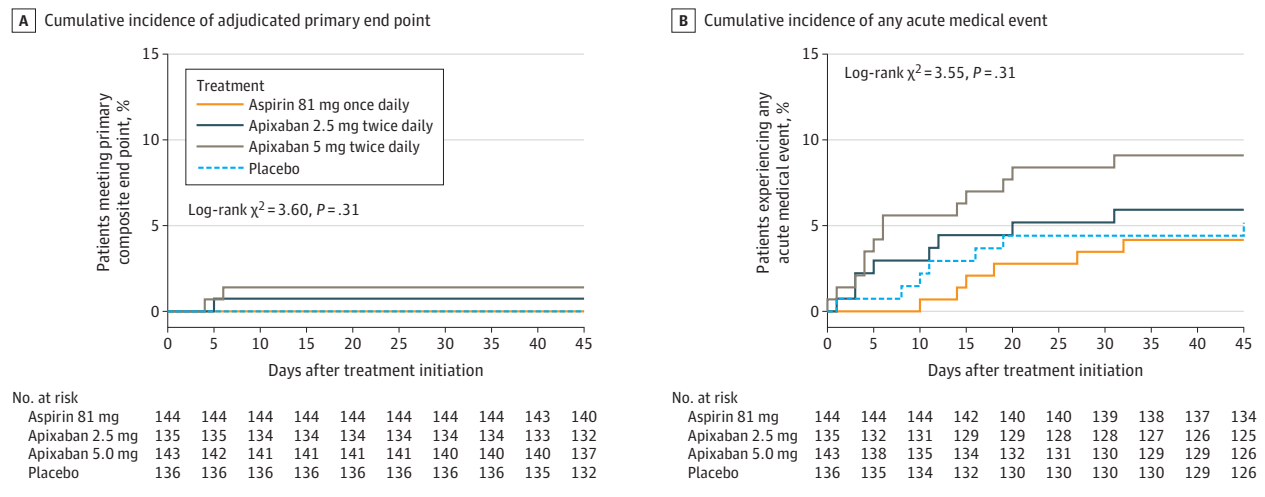 A Cumulative incidence of adjudicated primary end point
Patients meeting primary
composite end point, %
15
10
5
0
Treatment
Aspirin 81 mg once daily
Apixaban 2.5 mg twice daily
Apixaban 5 mg twice daily
Placebo
Log-rank χ² = 3.60, P = .31
0 5 10 15 20 25 30 35 40 45
Days after treatment initiation
No. at risk
Aspirin 81 mg 144 144 144 144 144 144 144 144 143 140
Apixaban 2.5 mg 135 135 134 134 134 134 134 134 133 132
Apixaban 5.0 mg 143 142 141 141 141 141 140 140 140 137
Placebo 136 136 136 136 136 136 136 136 135 132
B Cumulative incidence of any acute medical event
Patients experiencing any
acute medical event, %
15
10
5
0
Log-rank χ² = 3.55, P = .31
0 5 10 15 20 25 30 35 40 45
Days after treatment initiation
No. at risk
Aspirin 81 mg 144 144 144 142 140 140 139 138 137 134
Apixaban 2.5 mg 135 132 131 129 129 128 128 127 126 125
Apixaban 5.0 mg 143 138 135 134 132 131 130 129 129 126
Placebo 136 135 134 132 130 130 130 130 129 126